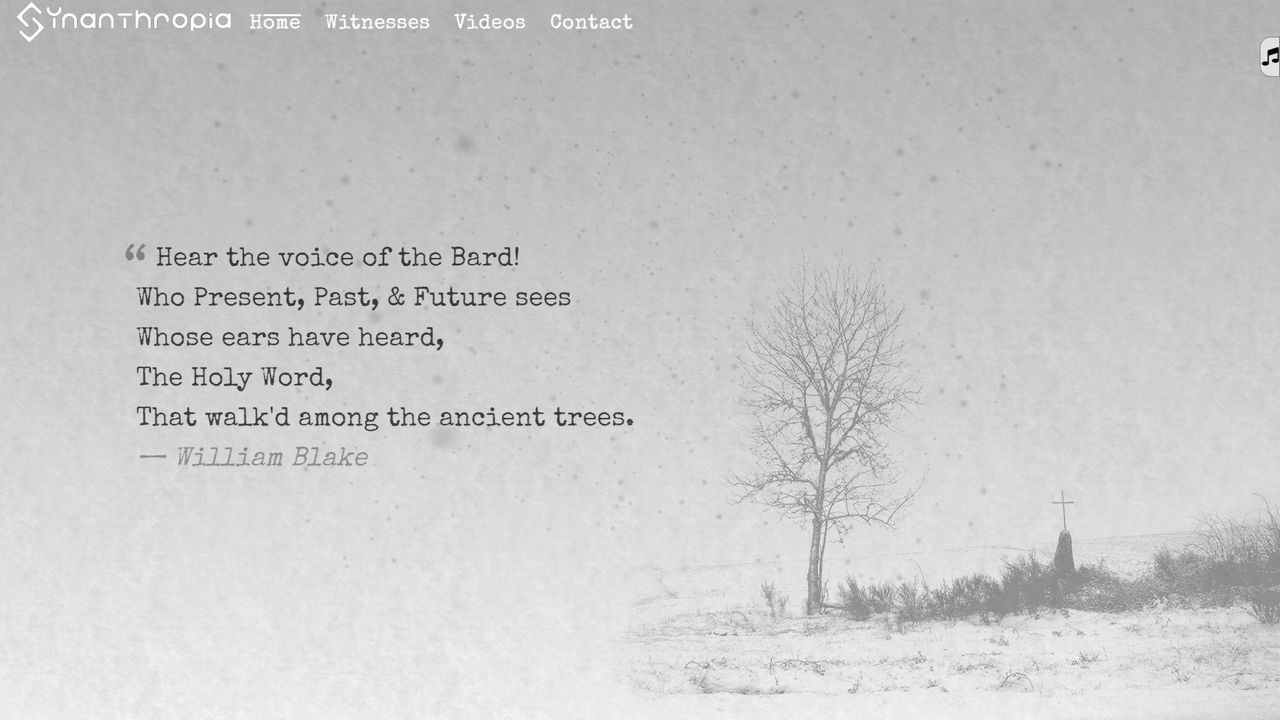 Synanthropia Home Witnesses Videos Contact
“ Hear the voice of the Bard!
Who Present, Past, & Future sees
Whose ears have heard,
The Holy Word,
That walk'd among the ancient trees.
— William Blake